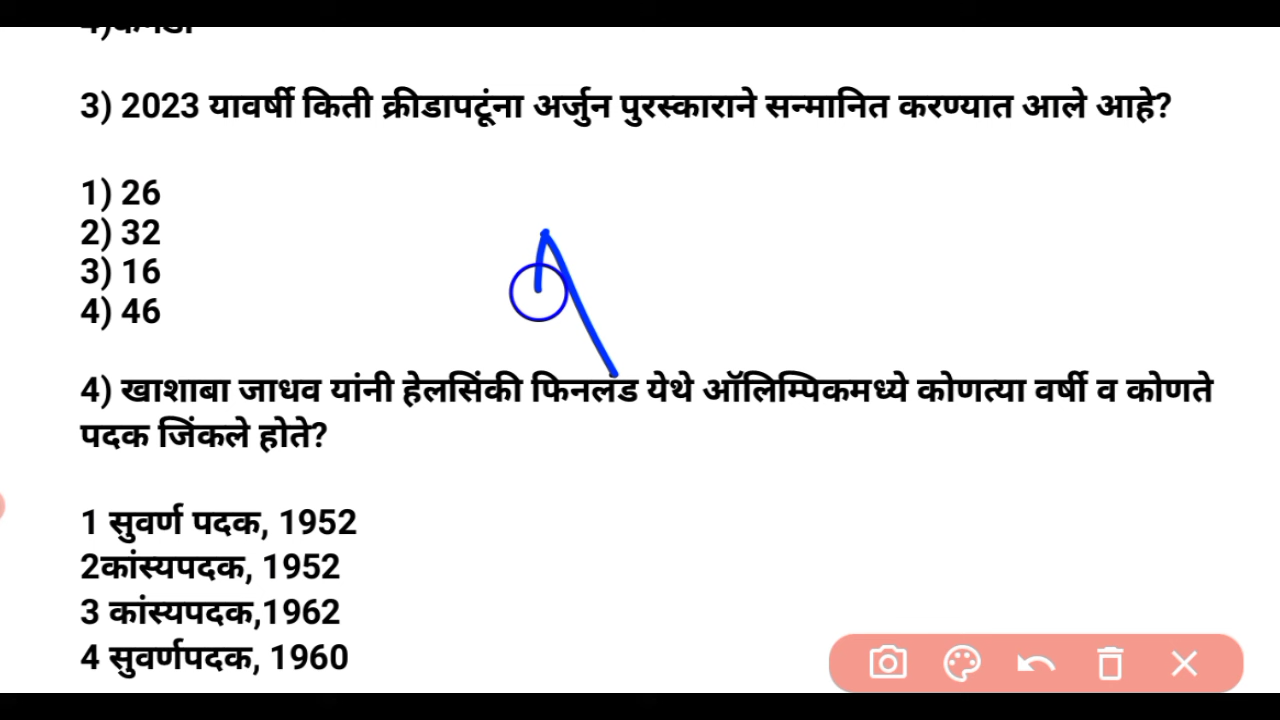 3) 2023 यावर्षी किती क्रीडापटूंना अर्जुन पुरस्काराने सन्मानित करण्यात आले आहे?
1) 26
2) 32
3) 16
4) 46
4) खाशाबा जाधव यांनी हेलसिंकी फिनलंड येथे ऑलिम्पिकमध्ये कोणत्या वर्षी व कोणते
पदक जिंकले होते?
1 सुवर्ण पदक, 1952
2कांस्यपदक, 1952
3 कांस्यपदक,1962
4 सुवर्णपदक, 1960